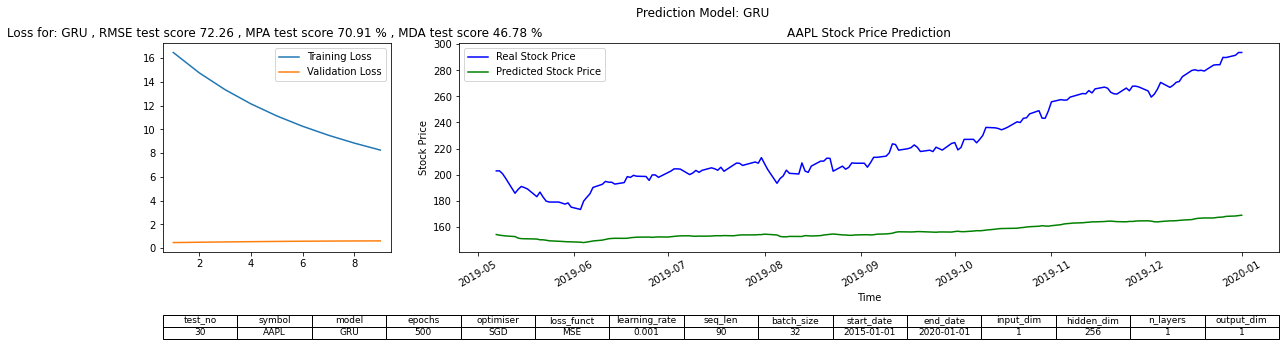 Prediction Model: GRU
Loss for: GRU , RMSE test score 72.26 , MPA test score 70.91 % , MDA test score 46.78 %
Training Loss
Validation Loss
16
14
12
10
8
6
4
2
0
2 4 6 8
AAPL Stock Price Prediction
Real Stock Price
Predicted Stock Price
Stock Price
300
280
260
240
220
200
180
160
2019-05 2019-06 2019-07 2019-08 2019-09 2019-10 2019-11 2019-12 2020-01
Time
test_no symbol model epochs optimiser loss_funct learning_rate seq_len batch_size start_date end_date input_dim hidden_dim n_layers output_dim
30 AAPL GRU 500 SGD MSE 0.001 90 32 2015-01-01 2020-01-01 1 256 1 1